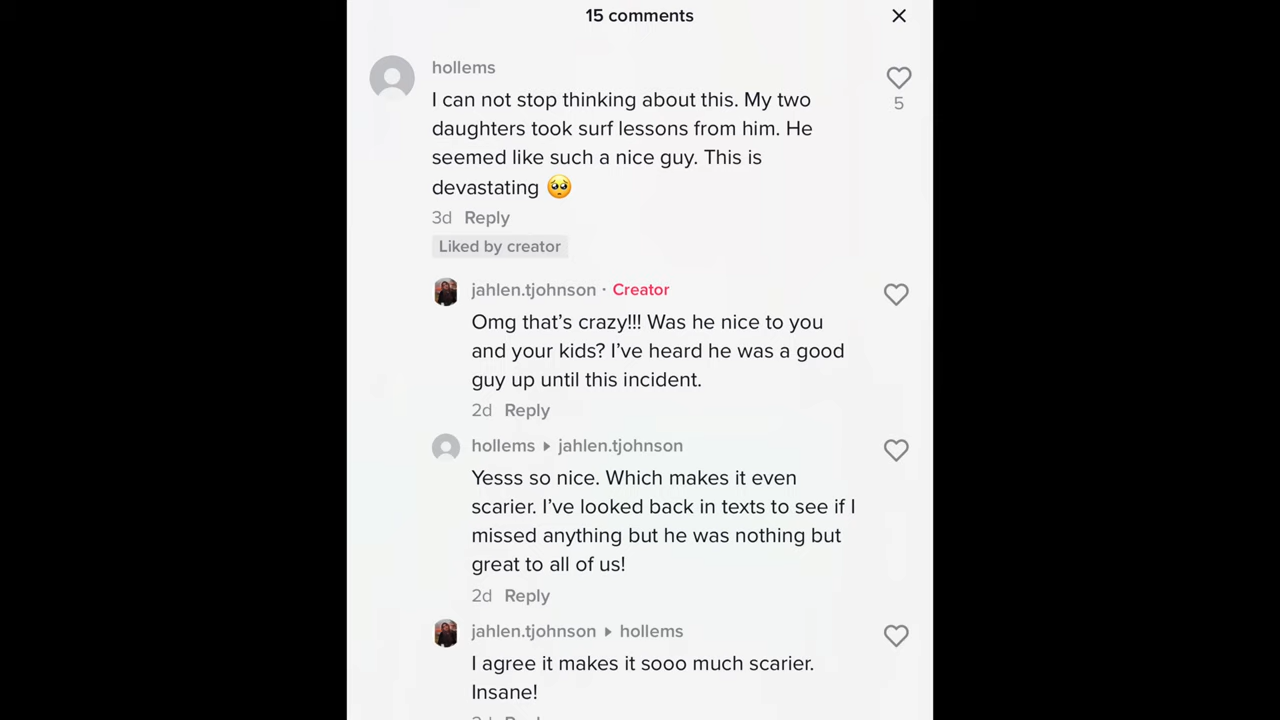 15 comments
hollems
I can not stop thinking about this. My two
daughters took surf lessons from him. He
seemed like such a nice guy. This is
devastating 🥺
5
3d Reply
Liked by creator
jahlen.tjohnson · Creator
Omg that's crazy!!! Was he nice to you
and your kids? I've heard he was a good
guy up until this incident.
2d Reply
hollems ▸ jahlen.tjohnson
Yesss so nice. Which makes it even
scarier. I've looked back in texts to see if I
missed anything but he was nothing but
great to all of us!
2d Reply
jahlen.tjohnson ▸ hollems
I agree it makes it sooo much scarier.
Insane!